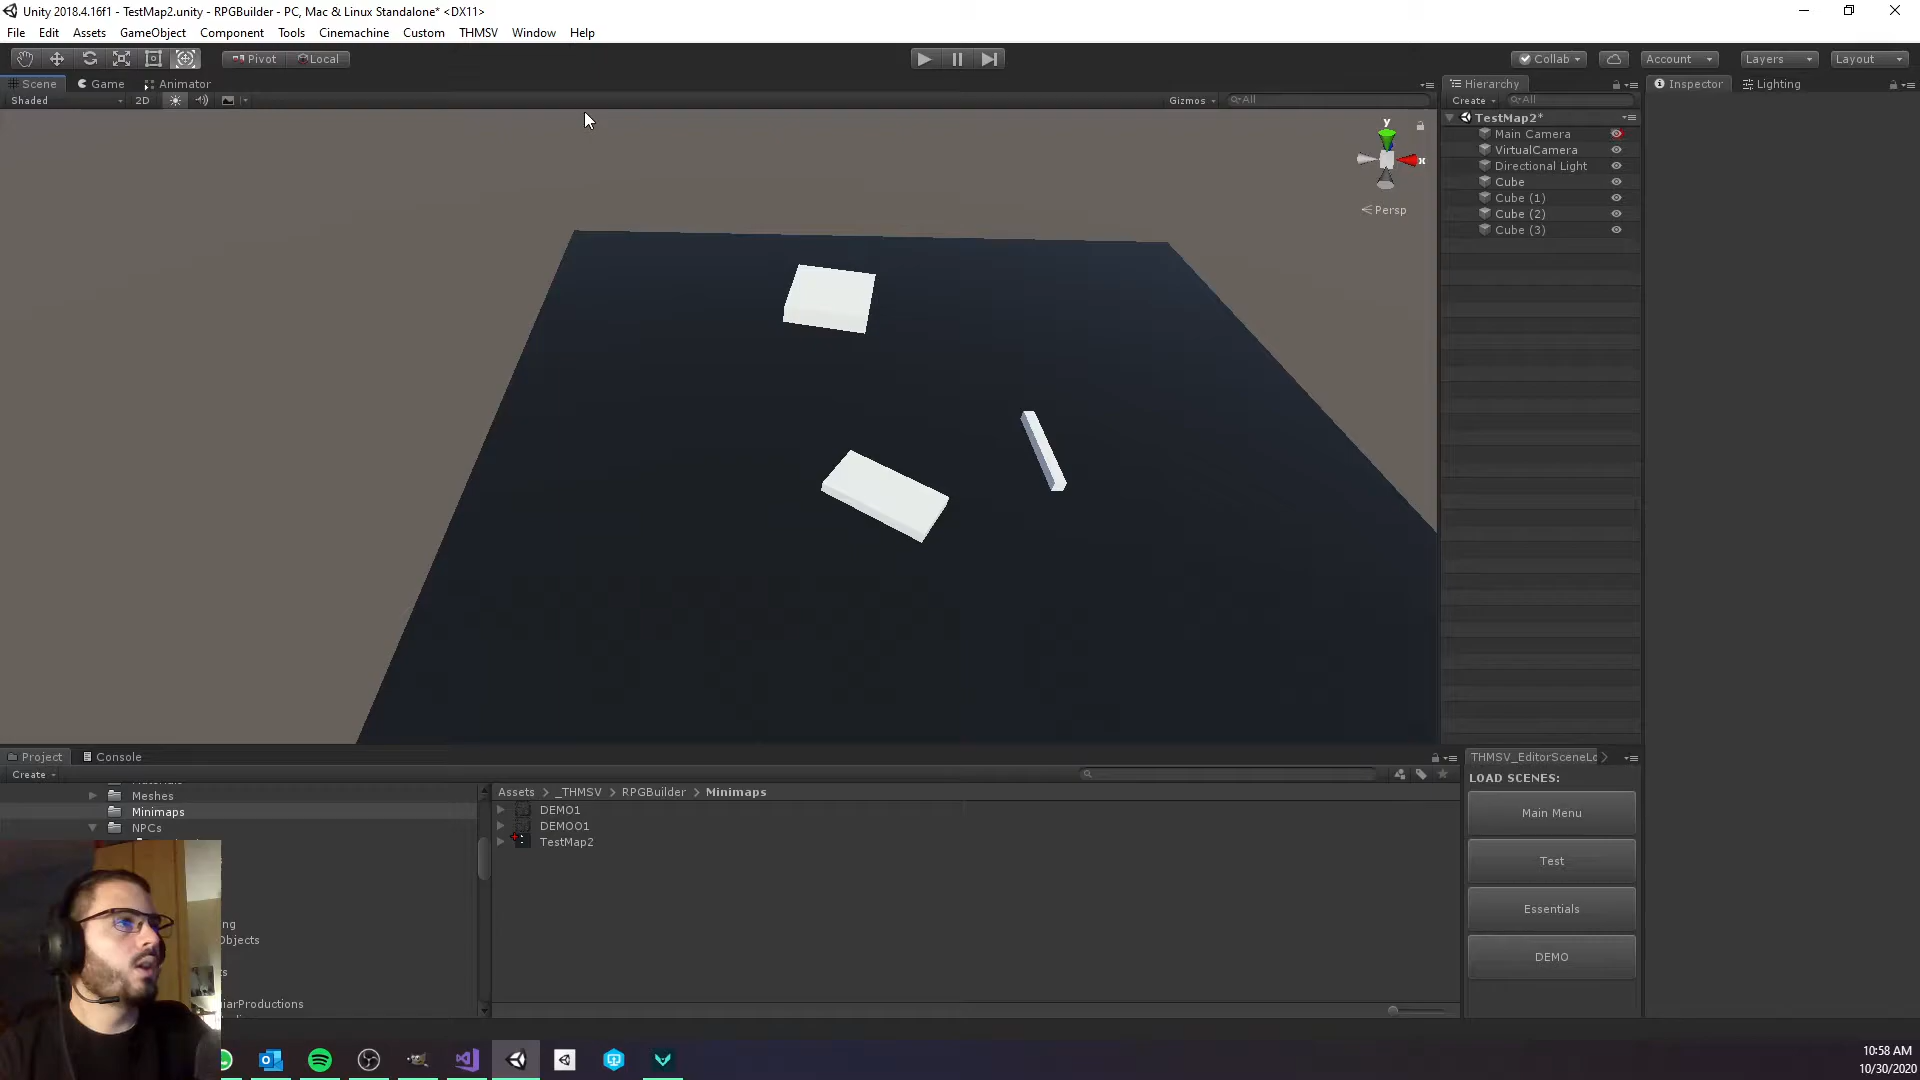 Unity 2018.4.16f1 - TestMap2.unity - RPGBuilder - PC, Mac & Linux Standalone* <DX11>
File Edit Assets GameObject Component Tools Cinemachine Custom THMSV Window Help
Pivot Local Collab Account Layers Layout
Scene Game Animator Hierarchy Inspector Lighting
Shaded 2D Gizmos All Create All
TestMap2*
Main Camera
VirtualCamera
Directional Light
Cube
Cube (1)
Cube (2)
Cube (3)
y
x
Persp
Project Console THMSV_EditorSceneLo
Create LOAD SCENES:
Meshes
Minimaps
NPCs
ng
Objects
s
iarProductions
Assets > _THMSV > RPGBuilder > Minimaps
DEMO1
DEMOO1
TestMap2
Main Menu
Test
Essentials
DEMO
10:58 AM
10/30/2020